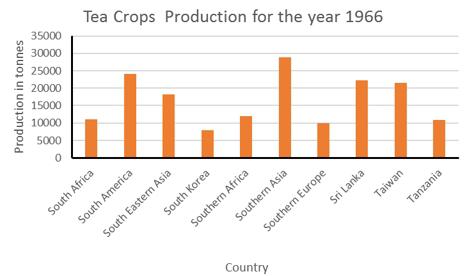 Tea Crops Production for the year 1966
Production in tonnes
35000
30000
25000
20000
15000
10000
5000
0
South Africa
South America
South Eastern Asia
South Korea
Southern Africa
Southern Asia
Southern Europe
Sri Lanka
Taiwan
Tanzania
Country